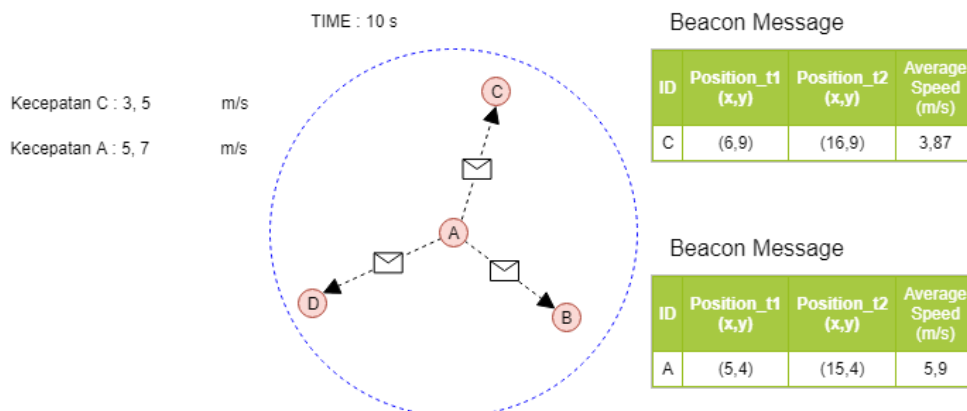 TIME : 10 s
Kecepatan C : 3, 5 m/s
Kecepatan A : 5, 7 m/s
C
A
D
B
Beacon Message
ID Position_t1 (x,y) Position_t2 (x,y) Average Speed (m/s)
C (6,9) (16,9) 3,87
Beacon Message
ID Position_t1 (x,y) Position_t2 (x,y) Average Speed (m/s)
A (5,4) (15,4) 5,9